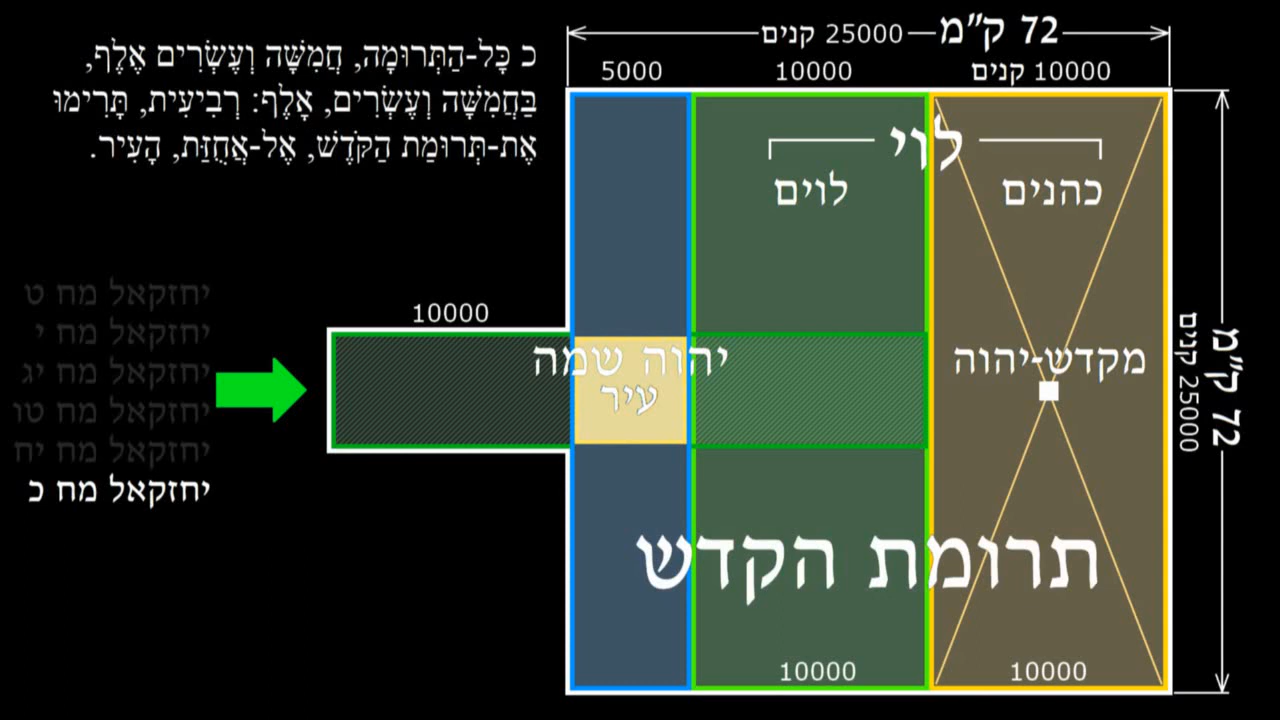 כ כָּל-הַתְּרוּמָה, חֲמִשָּׁה וְעֶשְׂרִים אֶלֶף,
בַּחֲמִשָּׁה וְעֶשְׂרִים, אָלֶף: רְבִיעִית, תָּרִימוּ
אֶת-תְּרוּמַת הַקֹּדֶשׁ, אֶל-אֲחֻזַּת, הָעִיר.
25000 קנים
72 ק"מ
10000 קנים
10000
5000
לוי
כהנים
לוים
יחזקאל מח ט
יחזקאל מח י
יחזקאל מח יג
יחזקאל מח טו
יחזקאל מח יח
יחזקאל מח כ
10000
יהוה שמה
עיר
מקדש-יהוה
25000 קנים
72 ק"מ
תרומת הקדש
10000
10000